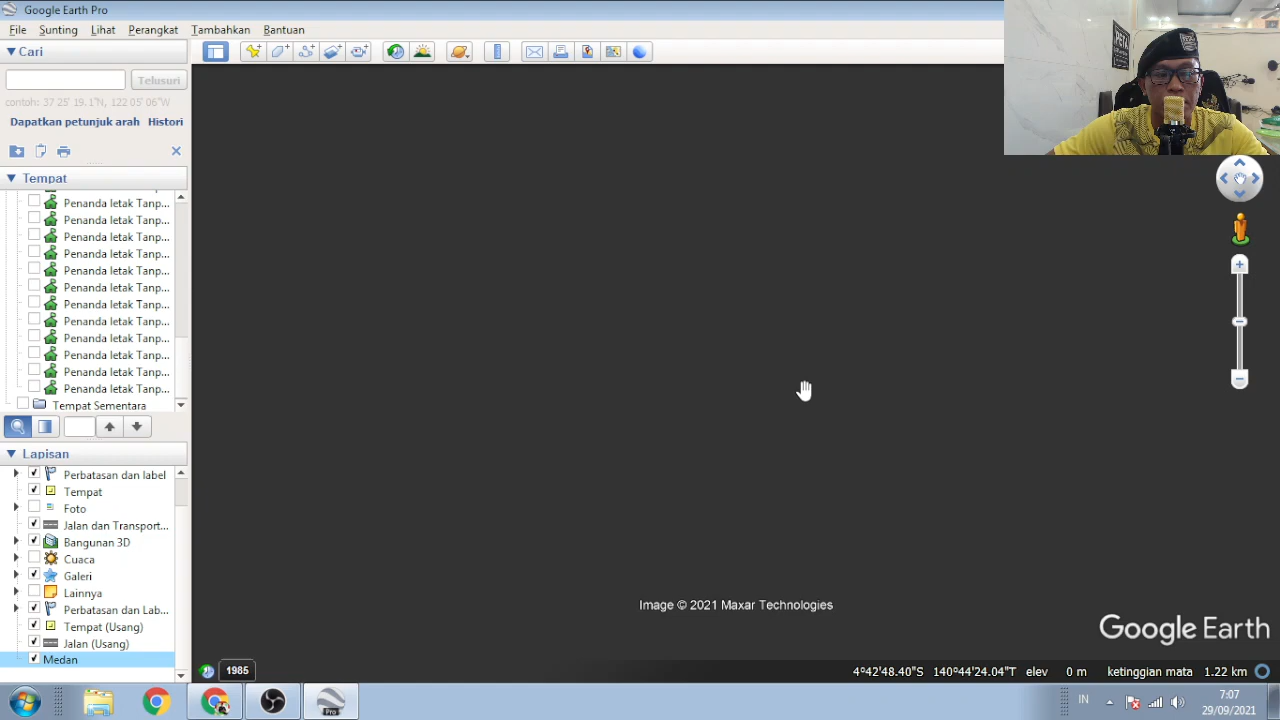 Google Earth Pro
File Sunting Lihat Perangkat Tambahkan Bantuan
Cari
Telusuri
contoh: 37 25' 19.1"N, 122 05' 06"W
Dapatkan petunjuk arah Histori
Tempat
Penanda letak Tanp...
Penanda letak Tanp...
Penanda letak Tanp...
Penanda letak Tanp...
Penanda letak Tanp...
Penanda letak Tanp...
Penanda letak Tanp...
Penanda letak Tanp...
Penanda letak Tanp...
Penanda letak Tanp...
Penanda letak Tanp...
Penanda letak Tanp...
Tempat Sementara
Lapisan
Perbatasan dan label
Tempat
Foto
Jalan dan Transport...
Bangunan 3D
Cuaca
Galeri
Lainnya
Perbatasan dan Lab...
Tempat (Usang)
Jalan (Usang)
Medan
PETA
Image © 2021 Maxar Technologies
Google Earth
1985
4°42'48.40"S 140°44'24.04"T elev 0 m ketinggian mata 1.22 km
Pro
IN
7:07
29/09/2021